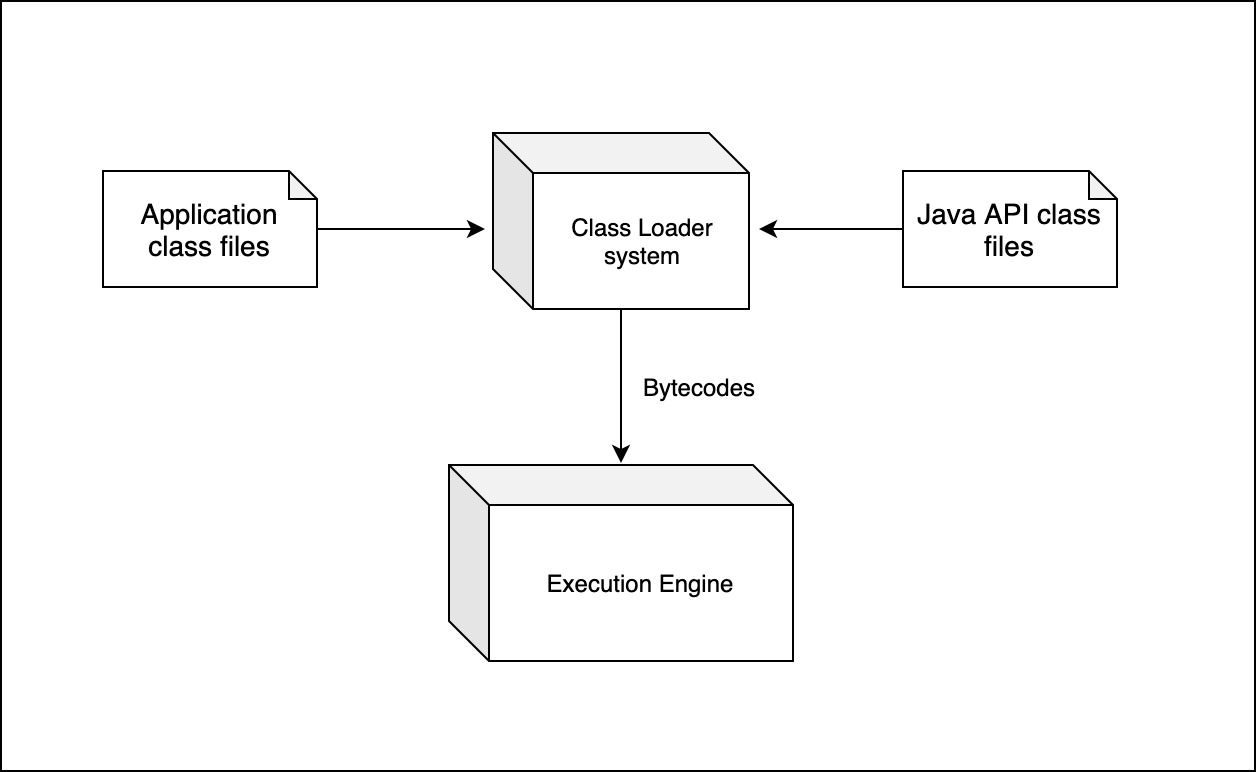 Application
class files
Class Loader
system
Java API class
files
Bytecodes
Execution Engine